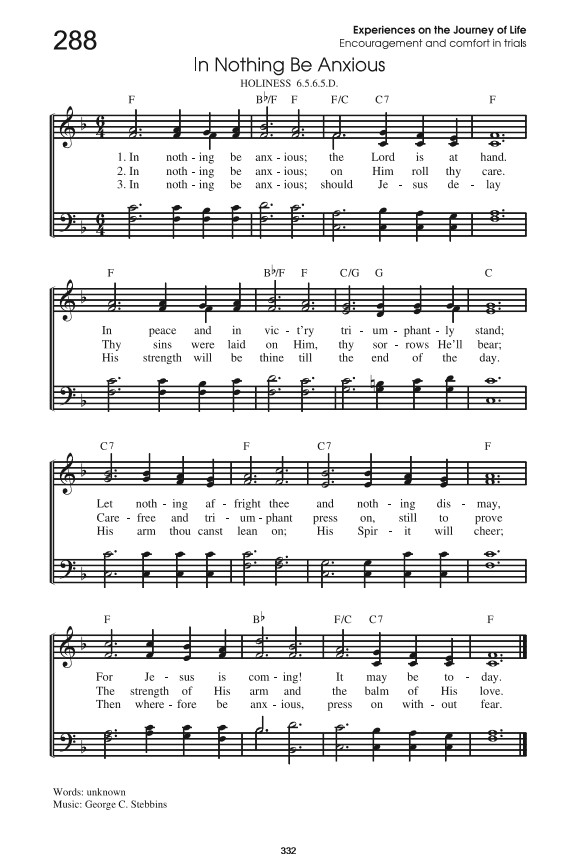 288
Experiences on the Journey of Life
Encouragement and comfort in trials
In Nothing Be Anxious
HOLINESS 6.5.6.5.D.
F B♭/F F F/C C7 F
1. In noth - ing be anx - ious; the Lord is at hand.
2. In noth - ing be anx - ious; on Him roll thy care.
3. In noth - ing be anx - ious; should Je - sus de - lay
F B♭/F F C/G G C
In peace and in vic - t'ry tri - um - phant - ly stand;
Thy sins were laid on Him, thy sor - rows He'll bear;
His strength will be thine till the end of the day.
C7 F C7 F
Let noth - ing af - fright thee and noth - ing dis - may,
Care - free and tri - um - phant press on, still to prove
His arm thou canst lean on; His Spir - it will cheer;
F B♭ F/C C7 F
For Je - sus is com - ing! It may be to - day.
The strength of His arm and the balm of His love.
Then where - fore be anx - ious, press on with - out fear.
Words: unknown
Music: George C. Stebbins
332